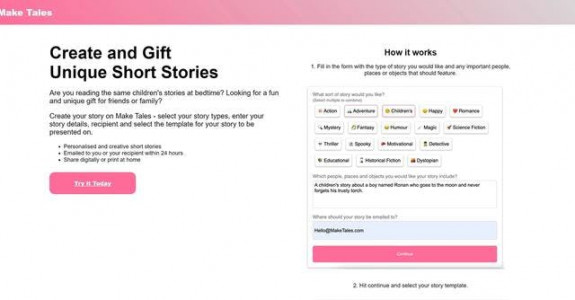 Make Tales
Create and Gift
Unique Short Stories
Are you reading the same children's stories at bedtime? Looking for a fun
and unique gift for friends or family?
Create your story on Make Tales - select your story types, enter your
story details, recipient and select the template for your story to be
presented on.
Personalised and creative short stories
Emailed to you or your recipient within 24 hours.
Share digitally or print at home
Try it Today
How it works
1. Fill in the form with the type of story you would like and any important people,
places or objects that should feature.
What sort of story would you like?
(Select multiple to combine)
Action Adventure Children's Happy Romance
Mystery Fantasy Humour Magic Science Fiction
Thriller Spooky Motivational Detective
Educational Historical Fiction Dystopian
Which people, places and objects you would like your story include?
A children's story about a boy named Ronan who goes to the moon and never
forgets his trusty torch.
Where should your story be emailed to?
Hello@MakeTales.com
Continue
2. Hit continue and select your story template.